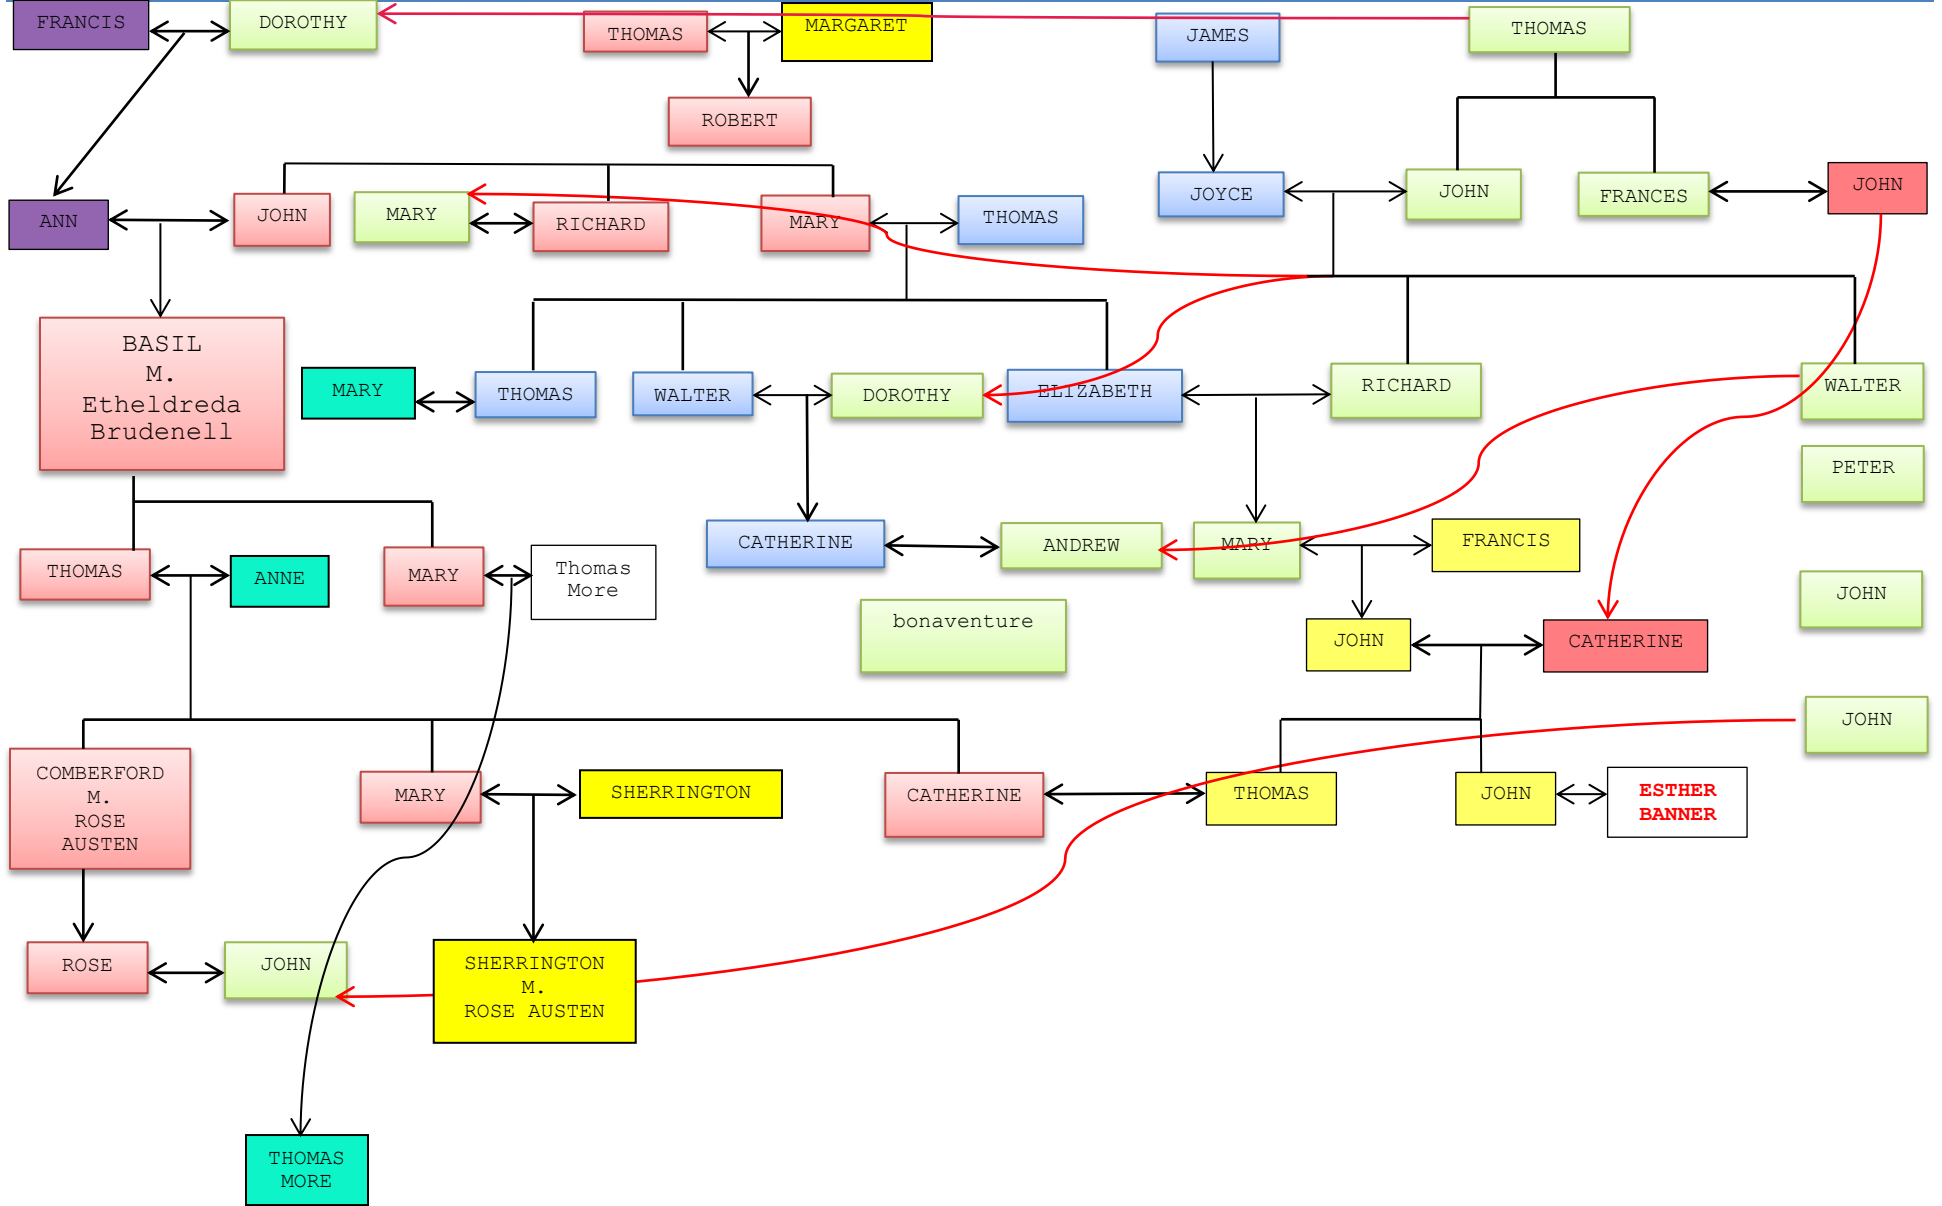 FRANCIS
DOROTHY
THOMAS
MARGARET
JAMES
THOMAS
ROBERT
ANN
JOHN
MARY
RICHARD
MARY
THOMAS
JOYCE
JOHN
FRANCES
JOHN
BASIL
M.
Etheldreda
Brudenell
MARY
THOMAS
WALTER
DOROTHY
ELIZABETH
RICHARD
WALTER
PETER
THOMAS
ANNE
MARY
Thomas
More
CATHERINE
ANDREW
MARY
FRANCIS
bonaventure
JOHN
CATHERINE
JOHN
JOHN
COMBERFORD
M.
ROSE
AUSTEN
MARY
SHERRINGTON
CATHERINE
THOMAS
JOHN
ESTHER
BANNER
ROSE
JOHN
SHERRINGTON
M.
ROSE AUSTEN
THOMAS
MORE